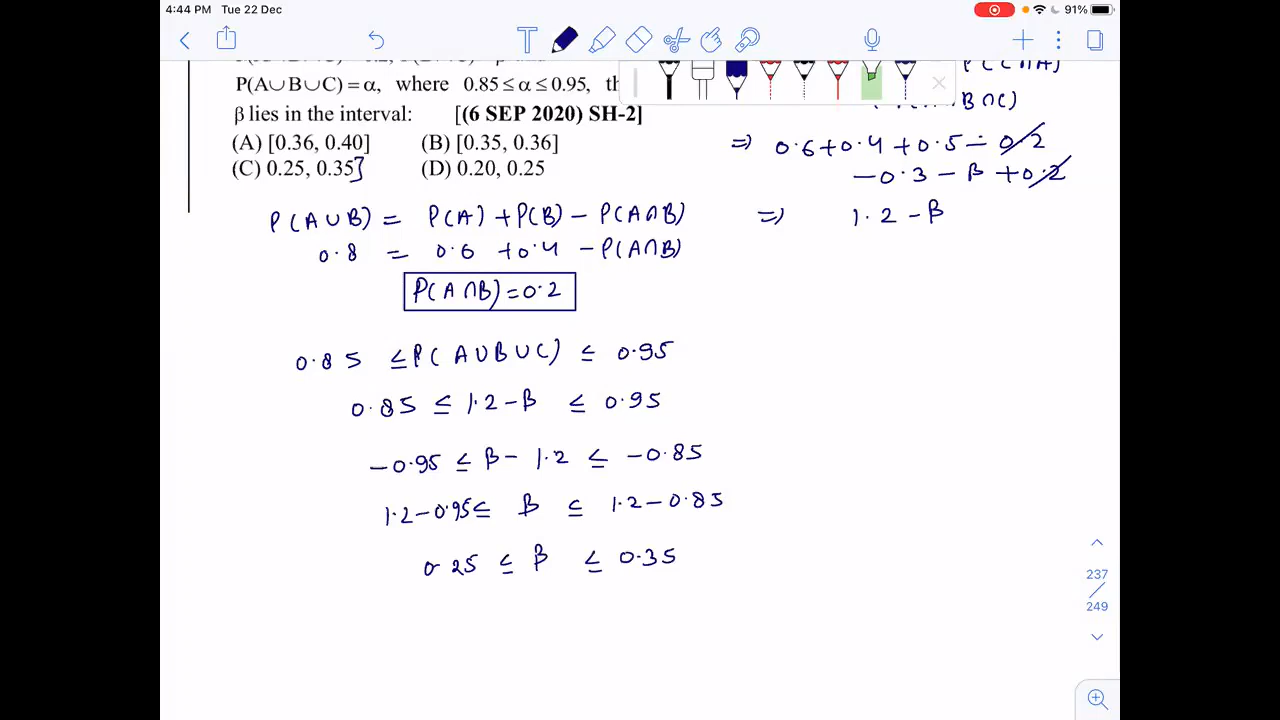 4:44 PM Tue 22 Dec
91%
P(A∪B∪C)=α, where 0.85≤α≤0.95, th
β lies in the interval: [(6 SEP 2020) SH-2]
(A) [0.36, 0.40] (B) [0.35, 0.36]
(C) 0.25, 0.35] (D) 0.20, 0.25
P(A∪B) = P(A)+P(B)-P(A∩B)
0.8 = 0.6 +0.4 -P(A∩B)
P(A∩B)=0.2
0.85 ≤P(A∪B∪C) ≤ 0.95
0.85 ≤ 1.2-β ≤ 0.95
-0.95 ≤ β- 1.2 ≤ -0.85
1.2-0.95≤ β ≤ 1.2-0.85
0.25 ≤ β ≤ 0.35
P(C∩A)
B∩C)
⇒ 0.6+0.4+0.5-0.2
-0.3-β+0.2
⇒ 1.2-β
237
249